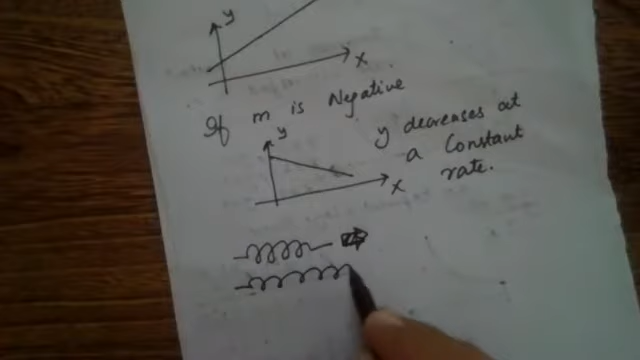 y
x
If m is Negative
y
x
y decreases at
a Constant
rate.